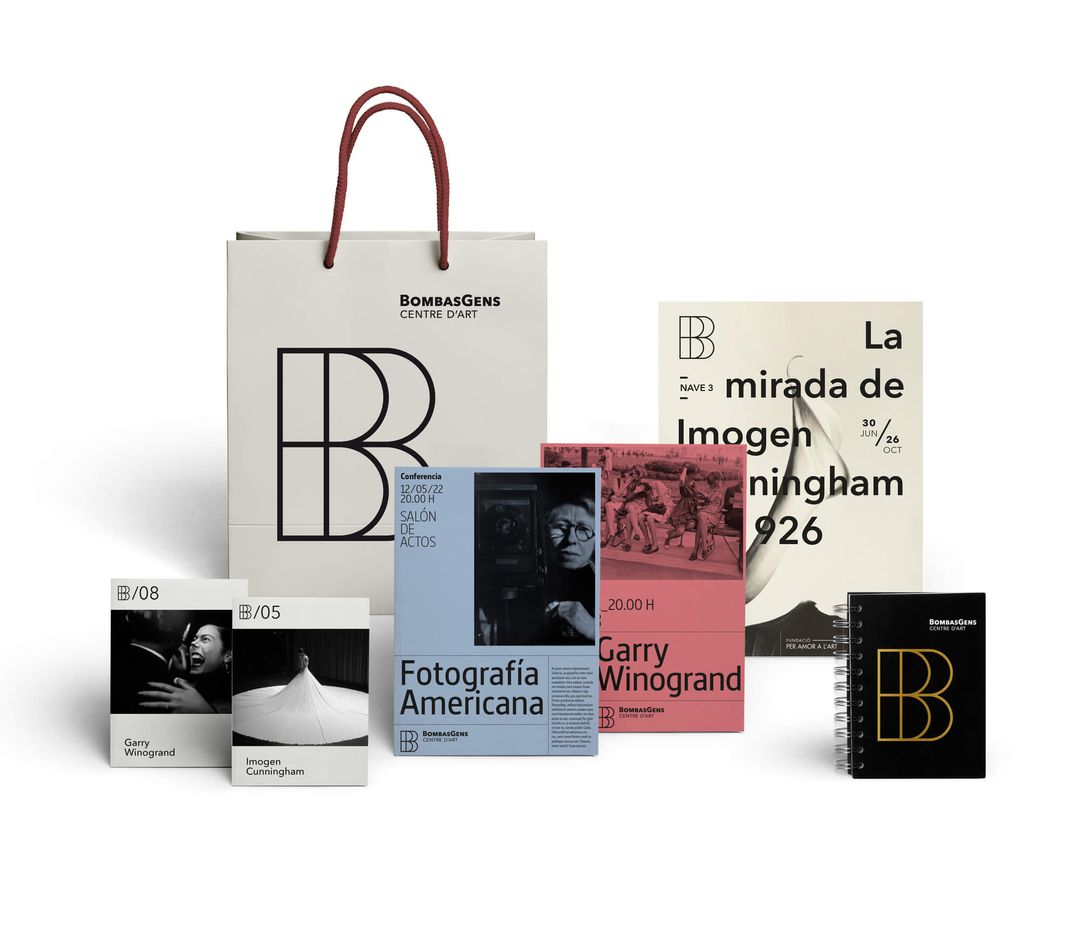 BOMBASGENS
CENTRE D'ART
B
La
mirada de
Imogen
ningham
926
NAVE 3
30
JUN
/
26
OCT
FUNDACIÓ
PER AMOR A L'ART
B
Conferencia
12/05/22
20.00 H
SALÓN
DE
ACTOS
Fotografía
Americana
B
BOMBASGENS
CENTRE D'ART
_20.00 H
Garry
Winogrand
B
BOMBASGENS
CENTRE D'ART
B/08
Garry
Winogrand
B/05
Imogen
Cunningham
BOMBASGENS
CENTRE D'ART
B